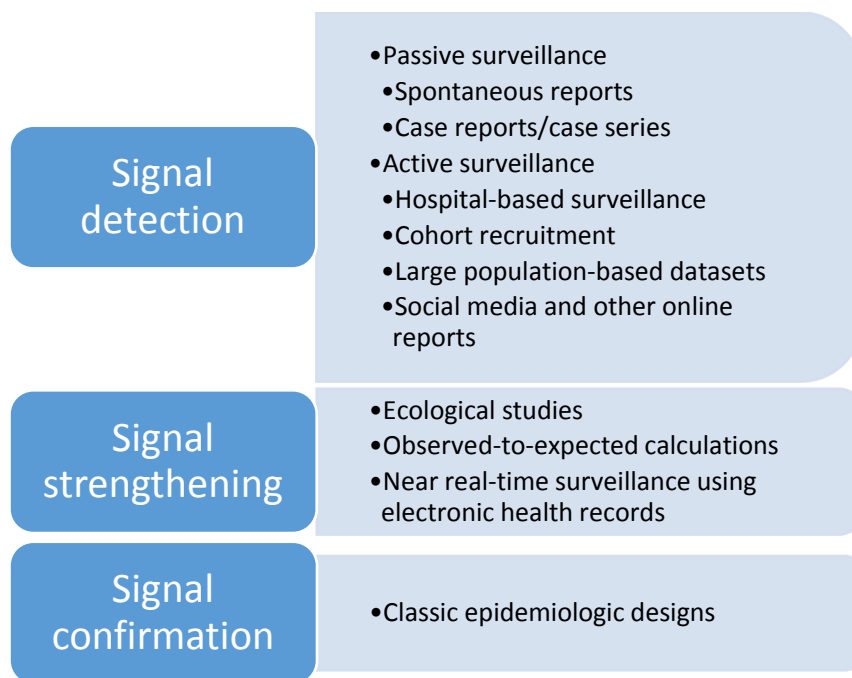 Signal
detection
•Passive surveillance
•Spontaneous reports
•Case reports/case series
•Active surveillance
•Hospital-based surveillance
•Cohort recruitment
•Large population-based datasets
•Social media and other online
reports
Signal
strengthening
•Ecological studies
•Observed-to-expected calculations
•Near real-time surveillance using
electronic health records
Signal
confirmation
•Classic epidemiologic designs